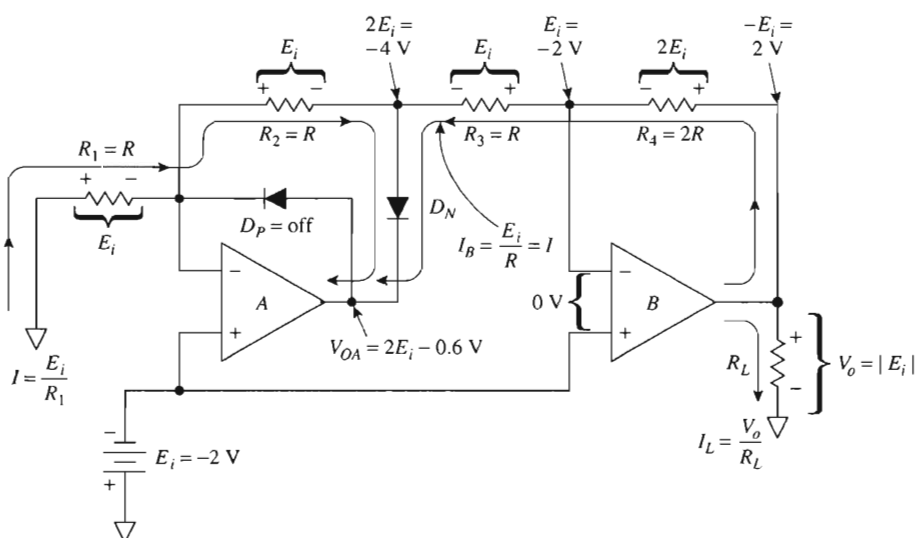 2E_i =
−4 V
E_i =
−2 V
−E_i =
2 V
E_i
E_i
2E_i
+ −
− +
− +
R_1 = R
R_2 = R
R_3 = R
R_4 = 2R
+ −
E_i
D_P = off
D_N
I_B = E_i/R = I
−
A
+
0 V
−
B
+
V_OA = 2E_i − 0.6 V
I = E_i/R_1
R_L
+
−
V_o = | E_i |
I_L = V_o/R_L
−
E_i = −2 V
+